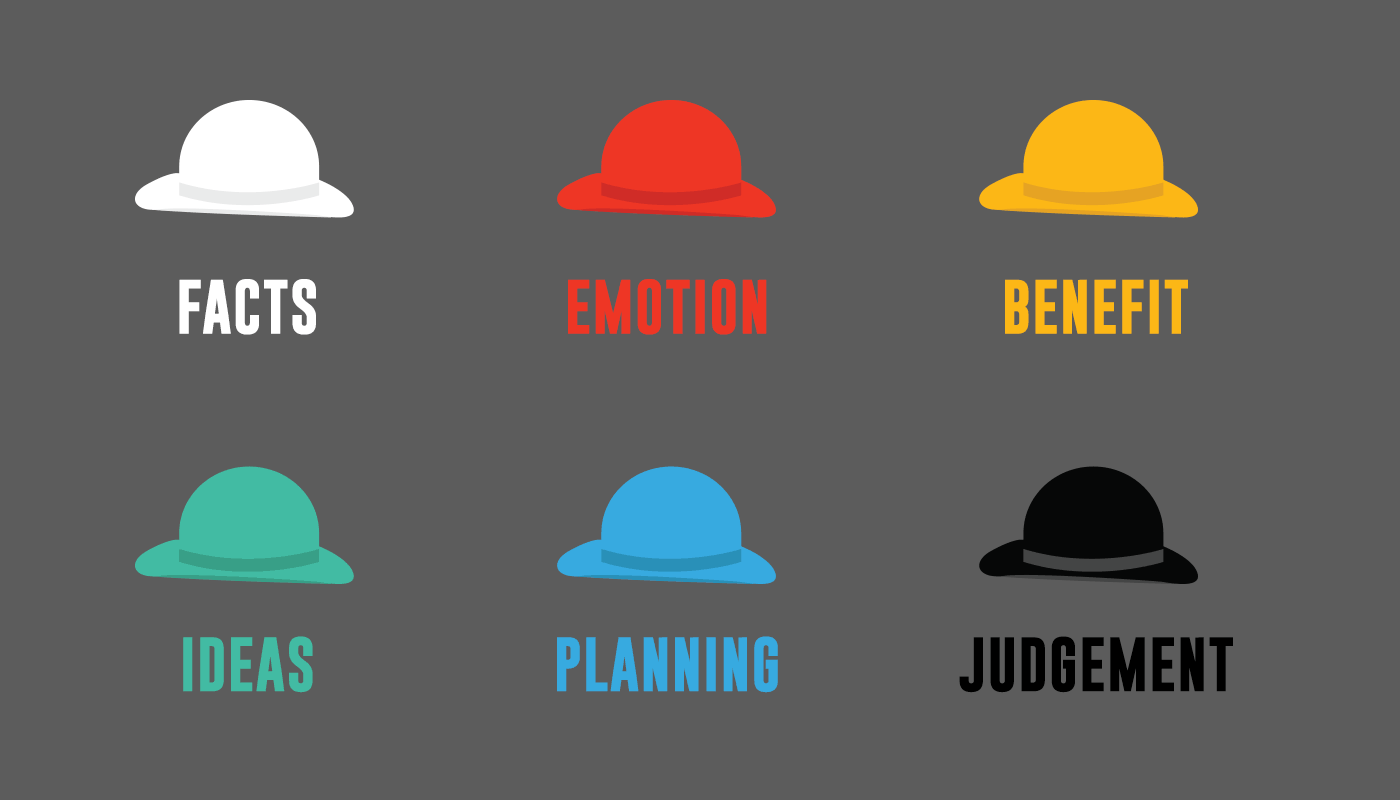 FACTS
EMOTION
BENEFIT
IDEAS
PLANNING
JUDGEMENT